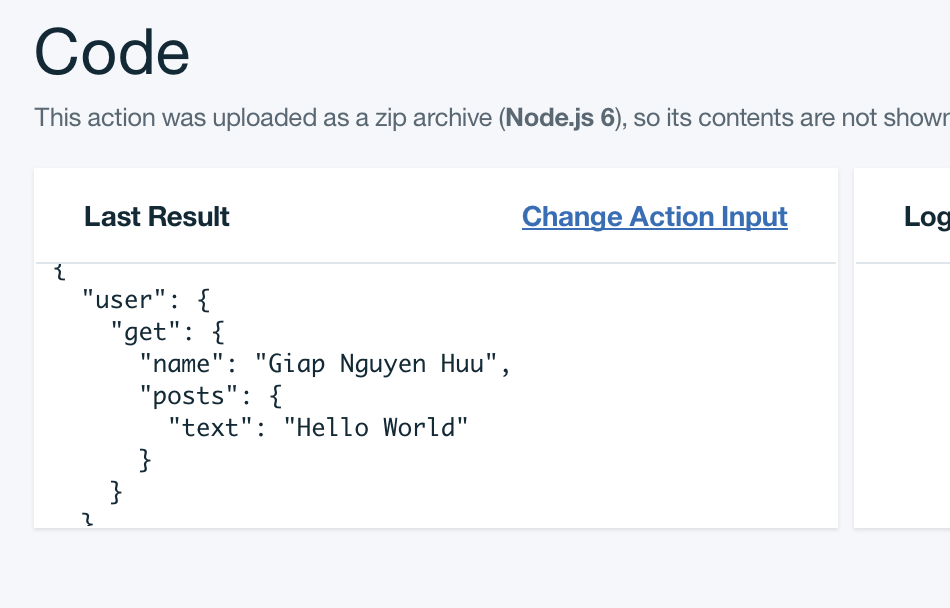 Code
This action was uploaded as a zip archive (Node.js 6), so its contents are not shown
Last Result
Change Action Input
Log
{
"user": {
"get": {
"name": "Giap Nguyen Huu",
"posts": {
"text": "Hello World"
}
}
}